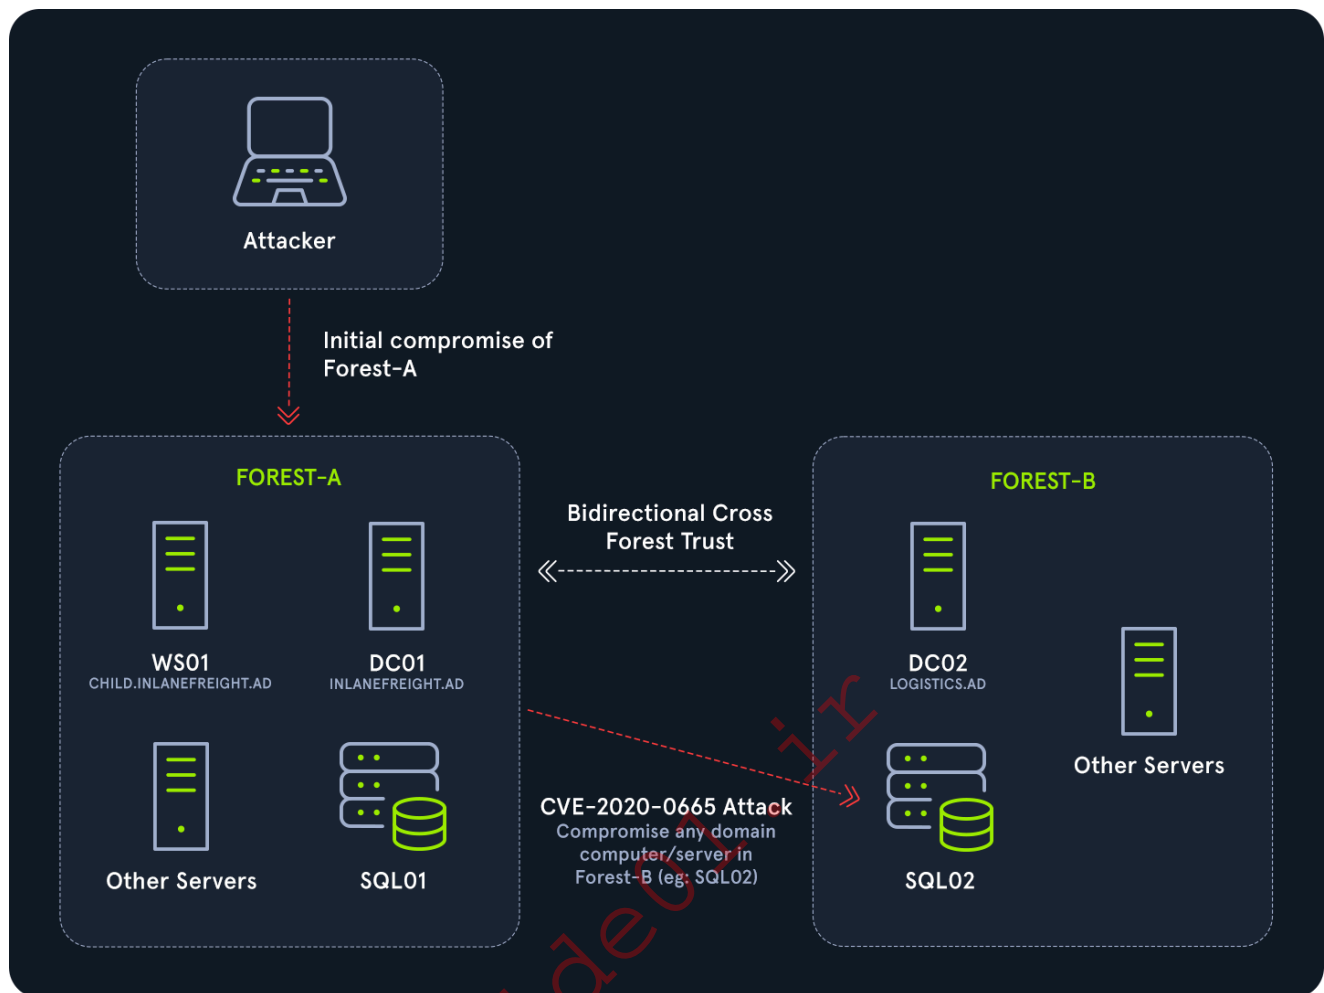 Attacker
Initial compromise of
Forest-A
FOREST-A
WS01
CHILD.INLANEFREIGHT.AD
DC01
INLANEFREIGHT.AD
Other Servers
SQL01
Bidirectional Cross
Forest Trust
CVE-2020-0665 Attack
Compromise any domain
computer/server in
Forest-B (eg: SQL02)
FOREST-B
DC02
LOGISTICS.AD
Other Servers
SQL02
ide01.ir